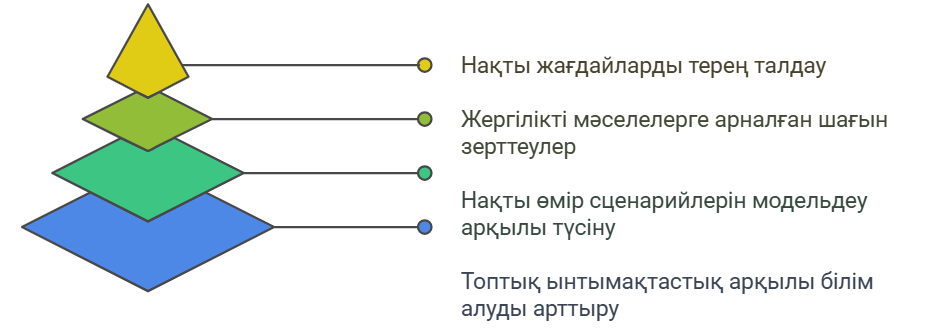 Нақты жағдайларды терең талдау
Жергілікті мәселелерге арналған шағын
зерттеулер
Нақты өмір сценарийлерін модельдеу
арқылы түсіну
Топтық ынтымақтастық арқылы білім
алуды арттыру